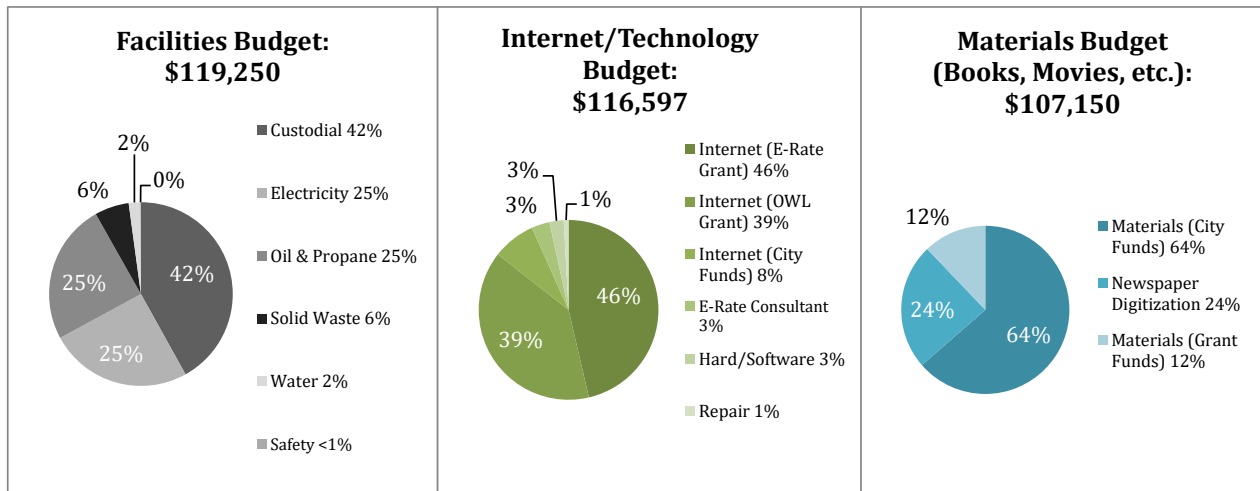 Facilities Budget:
$119,250
2%
0%
6%
42%
25%
25%
Custodial 42%
Electricity 25%
Oil & Propane 25%
Solid Waste 6%
Water 2%
Safety <1%
Internet/Technology
Budget:
$116,597
3%
1%
3%
46%
39%
Internet (E-Rate
Grant) 46%
Internet (OWL
Grant) 39%
Internet (City
Funds) 8%
E-Rate Consultant
3%
Hard/Software 3%
Repair 1%
Materials Budget
(Books, Movies, etc.):
$107,150
12%
24%
64%
Materials (City
Funds) 64%
Newspaper
Digitization 24%
Materials (Grant
Funds) 12%